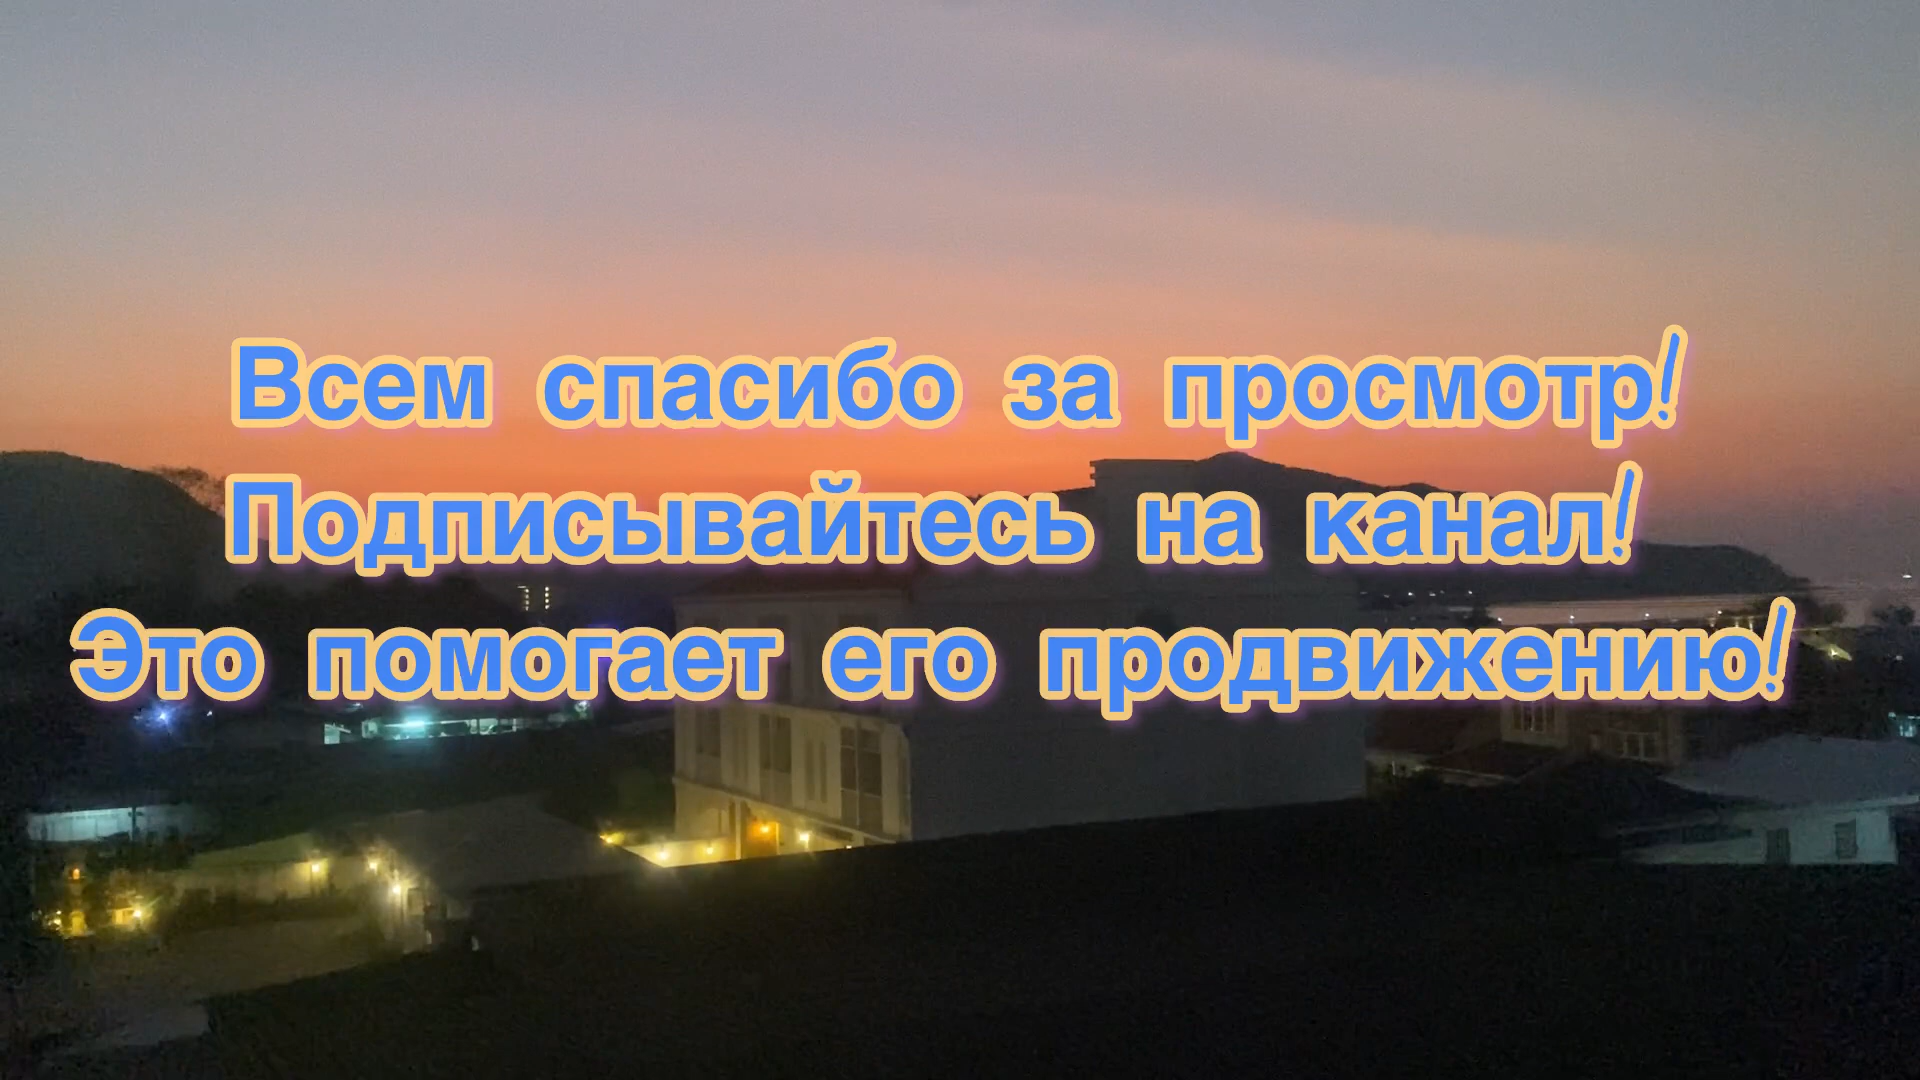 Всем спасибо за просмотр!
Подписывайтесь на канал!
Это помогает его продвижению!